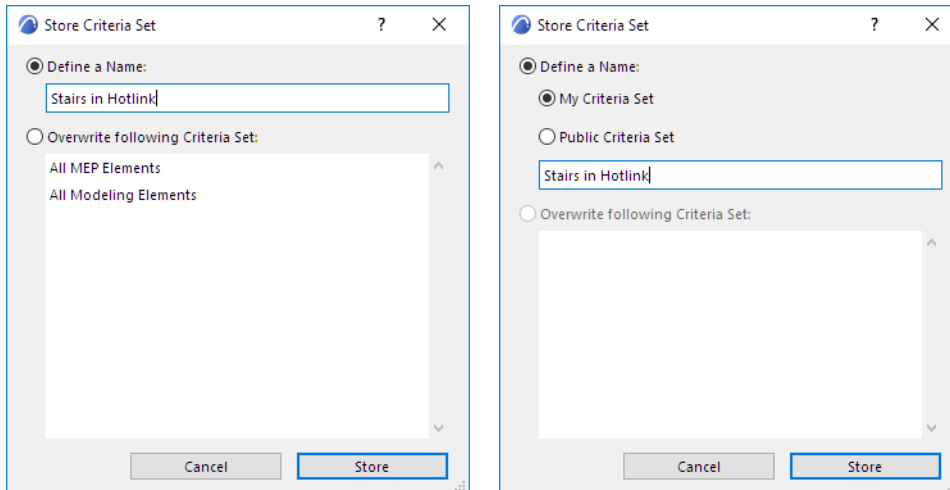 Store Criteria Set ?
Define a Name:
Stairs in Hotlink
Overwrite following Criteria Set:
All MEP Elements
All Modeling Elements
Cancel Store
Store Criteria Set ?
Define a Name:
My Criteria Set
Public Criteria Set
Stairs in Hotlink
Overwrite following Criteria Set:
Cancel Store